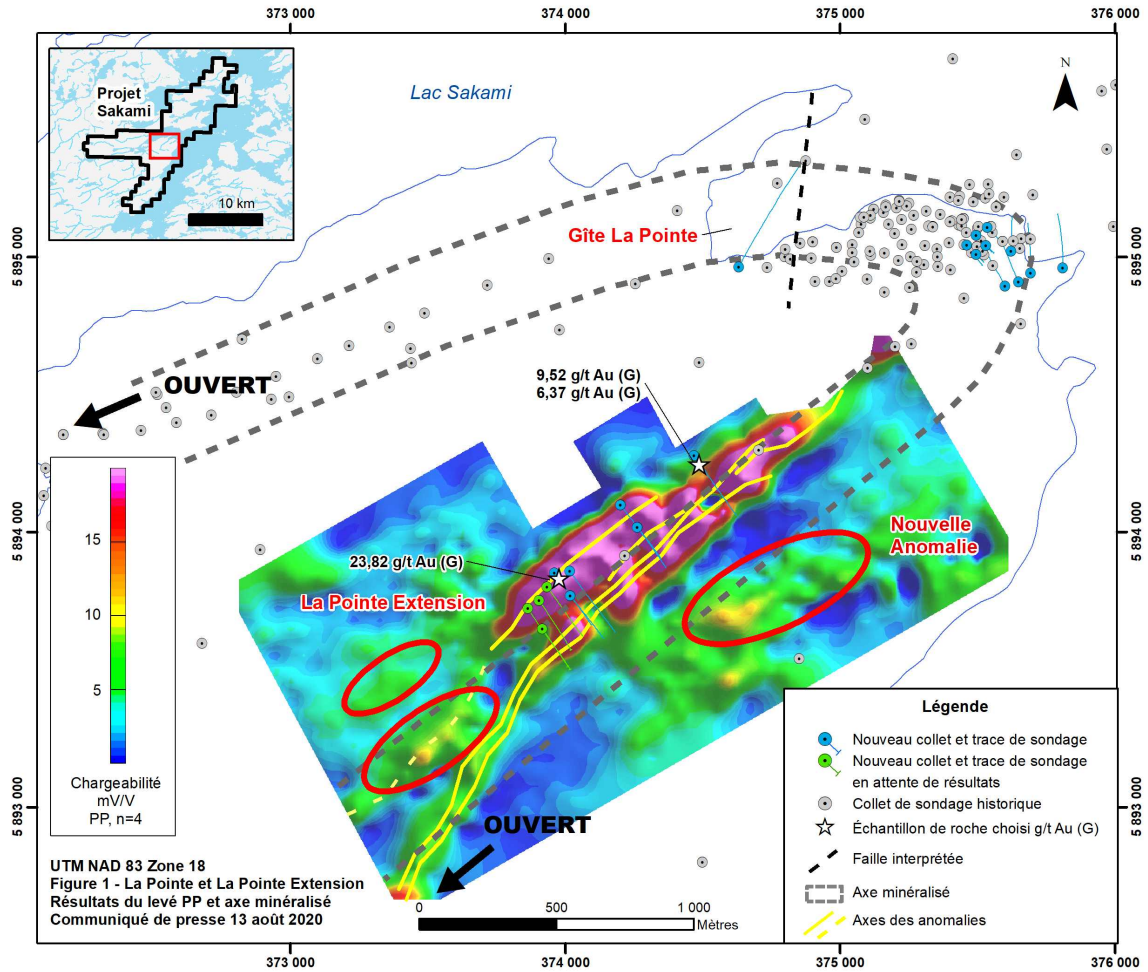 373 000
374 000
375 000
376 000
Projet
Sakami
10 km
Lac Sakami
N
Gîte La Pointe
5 895 000
5 895 000
OUVERT
9,52 g/t Au (G)
6,37 g/t Au (G)
23,82 g/t Au (G)
La Pointe Extension
Nouvelle
Anomalie
5 894 000
5 894 000
15
10
5
Chargeabilité
mV/V
PP, n=4
5 893 000
5 893 000
OUVERT
Légende
Nouveau collet et trace de sondage
Nouveau collet et trace de sondage
en attente de résultats
Collet de sondage historique
Échantillon de roche choisi g/t Au (G)
Faille interprétée
Axe minéralisé
Axes des anomalies
UTM NAD 83 Zone 18
Figure 1 - La Pointe et La Pointe Extension
Résultats du levé PP et axe minéralisé
Communiqué de presse 13 août 2020
0
500
1 000
Mètres
373 000
374 000
375 000
376 000